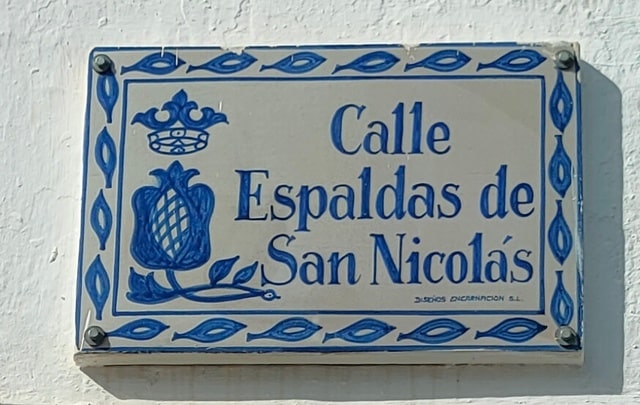 Calle
Espaldas de
San Nicolás
DISEÑOS ENCARNACION S.L.